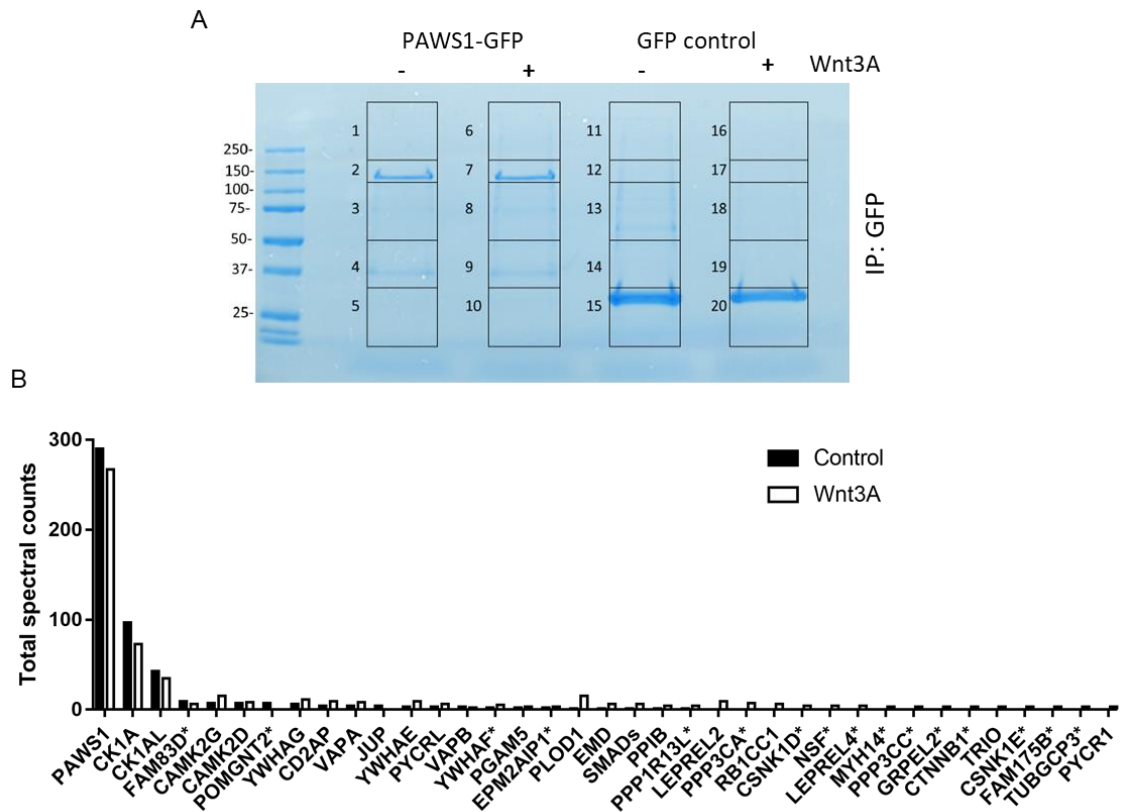 A
PAWS1-GFP GFP control
- + - + Wnt3A
1 6 11 16
250-
150- 2 7 12 17
100-
75- 3 8 13 18
50-
37- 4 9 14 19
25- 5 10 15 20
IP: GFP
B
300
200
100
0
Total spectral counts
Control
Wnt3A
PAWS1
CK1A
CK1AL
FAM83D*
CAMK2G
CAMK2D
POMGNT2*
YWHAG
CD2AP
VAPA
JUP
YWHAE
PYCRL
VAPB
YWHAF*
PGAM5
EPM2AIHP1*
PLOD1
EMD
SMADs
PPIB
PPP1R13L*
LEPREL2
PPP3CA*
RB1CC1
CSNK1D*
NSF*
LEPREL4*
MYH14*
PPP3CC*
GRPEL2*
CTNNB1*
TRIO
CSNK1E*
FAM175B*
TUBGCP3*
PYCR1